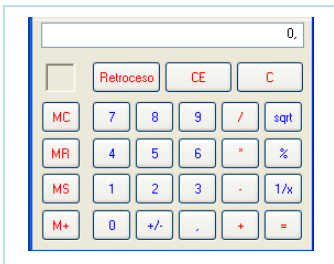 0,
Retroceso CE C
MC 7 8 9 / sqrt
MR 4 5 6 * %
MS 1 2 3 - 1/x
M+ 0 +/- , + =